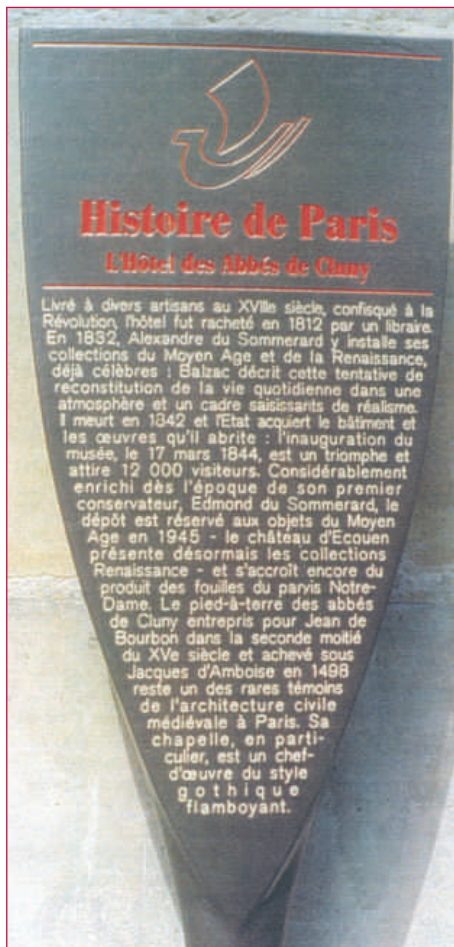 Histoire de Paris
L'Hôtel des Abbés de Cluny
Livré à divers artisans au XVIIIe siècle, confisqué à la
Révolution, l'hôtel fut racheté en 1812 par un libraire.
En 1832, Alexandre du Sommerard y installe ses
collections du Moyen Age et de la Renaissance,
déjà célèbres : Balzac décrit cette tentative de
reconstitution de la vie quotidienne dans une
atmosphère et un cadre saisissants de réalisme.
Il meurt en 1842 et l'Etat acquiert le bâtiment et
les œuvres qu'il abrite : l'inauguration du
musée, le 17 mars 1844, est un triomphe et
attire 12 000 visiteurs. Considérablement
enrichi dès l'époque de son premier
conservateur, Edmond du Sommerard, le
dépôt est réservé aux objets du Moyen
Age en 1945 - le château d'Ecouen
présente désormais les collections
Renaissance - et s'accroît encore du
produit des fouilles du parvis Notre-
Dame. Le pied-à-terre des abbés
de Cluny entrepris pour Jean de
Bourbon dans la seconde moitié
du XVe siècle et achevé sous
Jacques d'Amboise en 1498
reste un des rares témoins
de l'architecture civile
médiévale à Paris. Sa
chapelle, en parti-
culier, est un chef-
d'œuvre du style
gothique
flamboyant.